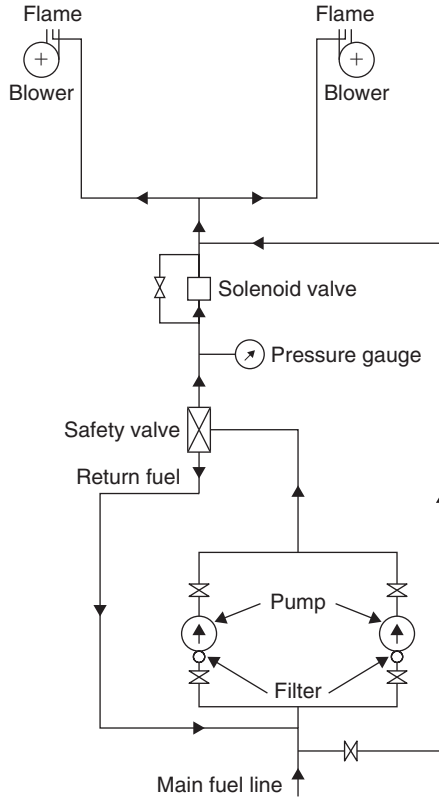 Flame
Flame
Blower
Blower
Solenoid valve
Pressure gauge
Safety valve
Return fuel
Pump
Filter
Main fuel line